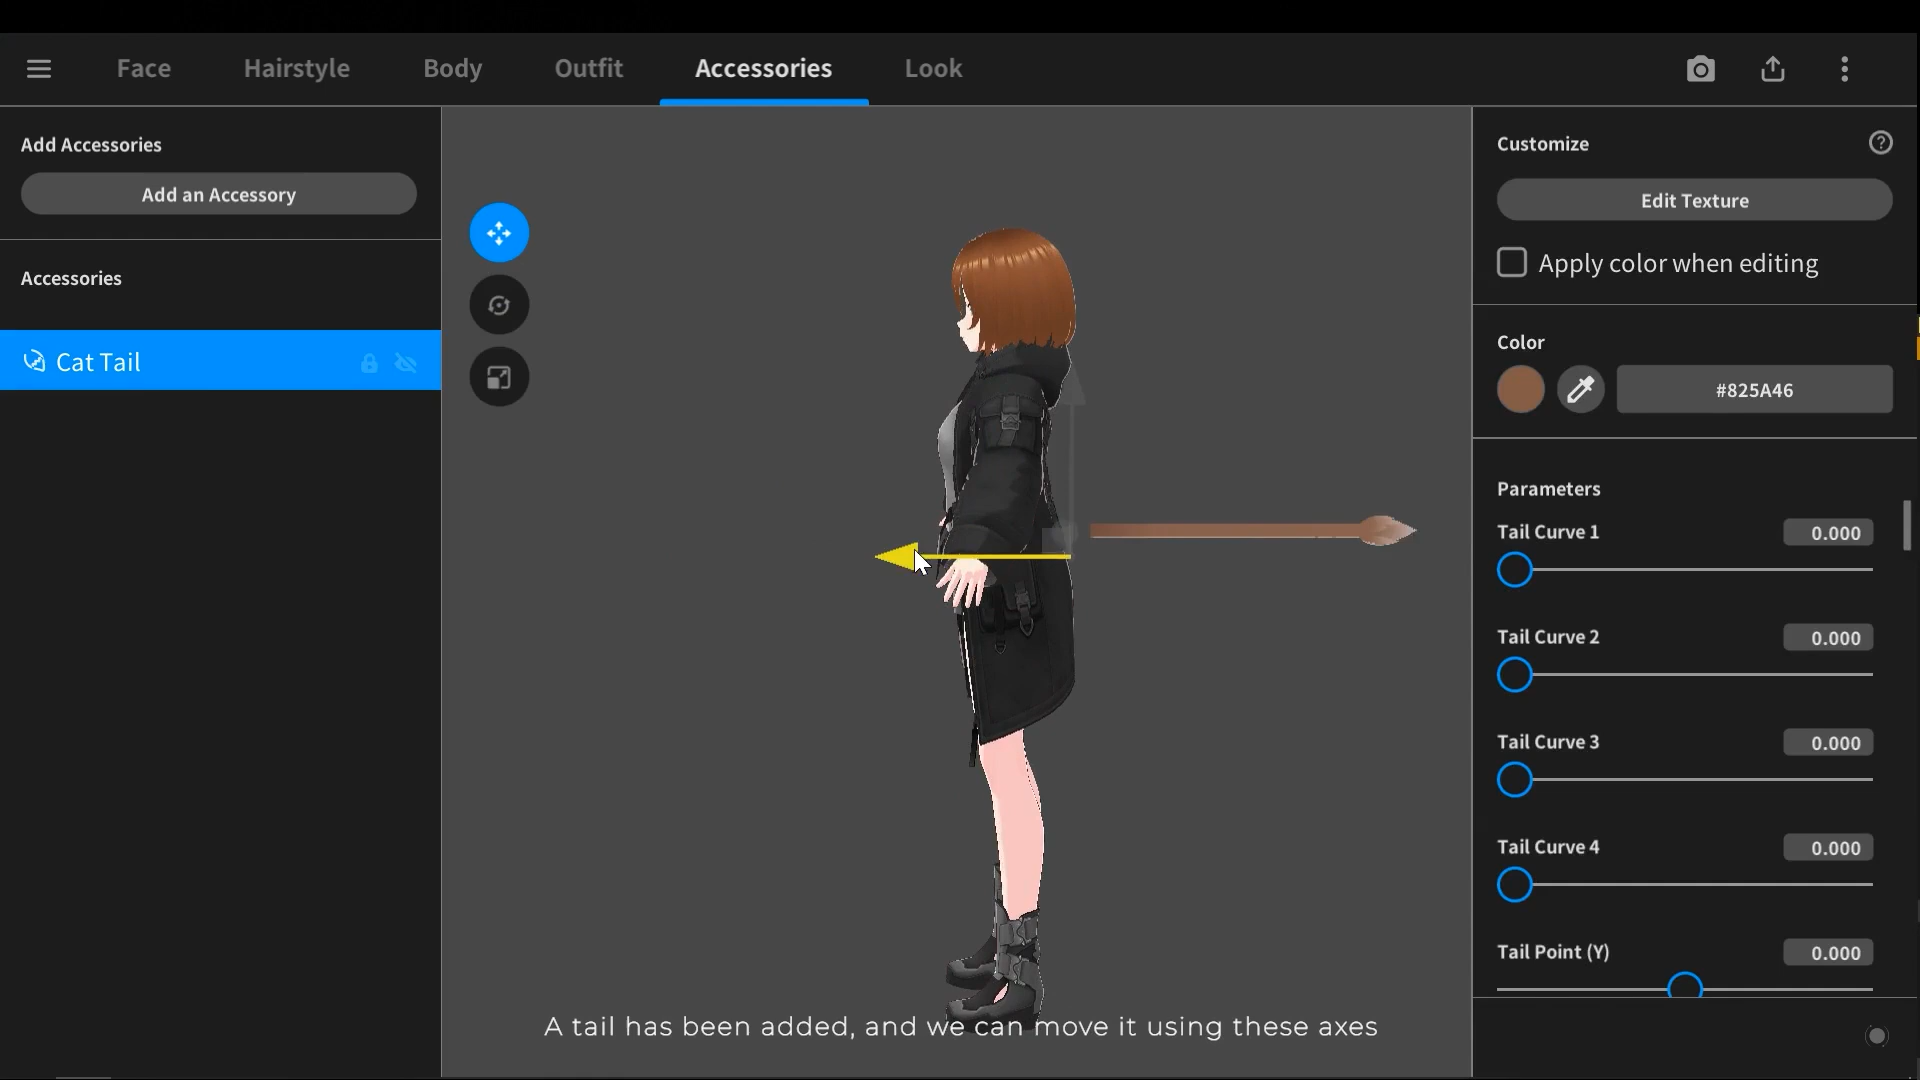 Face Hairstyle Body Outfit Accessories Look
Add Accessories
Add an Accessory
Accessories
Cat Tail
Customize
Edit Texture
Apply color when editing
Color
#825A46
Parameters
Tail Curve 1 0.000
Tail Curve 2 0.000
Tail Curve 3 0.000
Tail Curve 4 0.000
Tail Point (Y) 0.000
A tail has been added, and we can move it using these axes